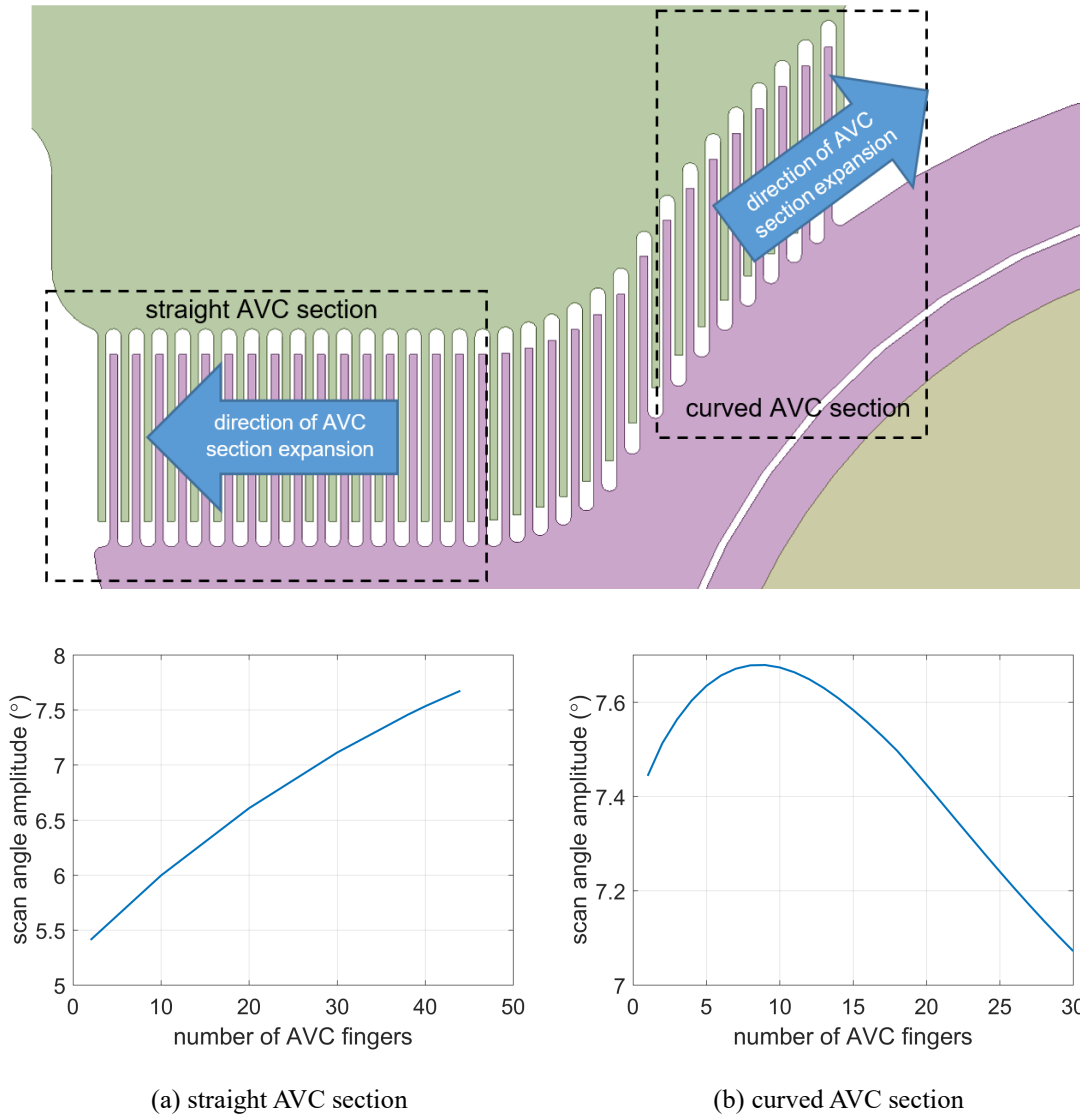 direction of AVC
section expansion
straight AVC section
direction of AVC
section expansion
curved AVC section
8
7.5
7
6.5
6
5.5
5
0
10
20
30
40
50
scan angle amplitude (°)
number of AVC fingers
7.6
7.4
7.2
7
0
5
10
15
20
25
30
scan angle amplitude (°)
number of AVC fingers
(a) straight AVC section
(b) curved AVC section